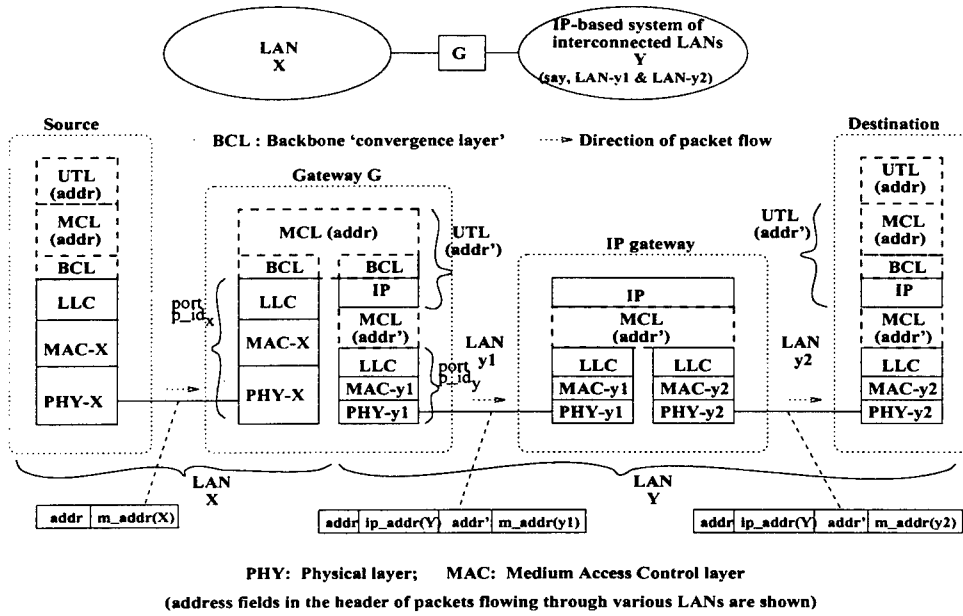 LAN
X
G
IP-based system of
interconnected LANs
Y
(say, LAN-y1 & LAN-y2)
Source
BCL : Backbone 'convergence layer'
Direction of packet flow
Destination
Gateway G
UTL
(addr)
MCL
(addr)
BCL
LLC
MAC-X
PHY-X
port
p_id_x
MCL (addr)
BCL
LLC
MAC-X
PHY-X
BCL
IP
MCL
(addr')
LLC
MAC-y1
PHY-y1
UTL
(addr')
port
p_id_y
LAN
y1
IP gateway
IP
MCL
(addr')
LLC
MAC-y1
PHY-y1
LLC
MAC-y2
PHY-y2
LAN
y2
UTL
(addr')
UTL
(addr)
MCL
(addr)
BCL
IP
MCL
(addr')
LLC
MAC-y2
PHY-y2
LAN
X
LAN
Y
addr m_addr(X)
addr ip_addr(Y) addr' m_addr(y1)
addr ip_addr(Y) addr' m_addr(y2)
PHY: Physical layer; MAC: Medium Access Control layer
(address fields in the header of packets flowing through various LANs are shown)